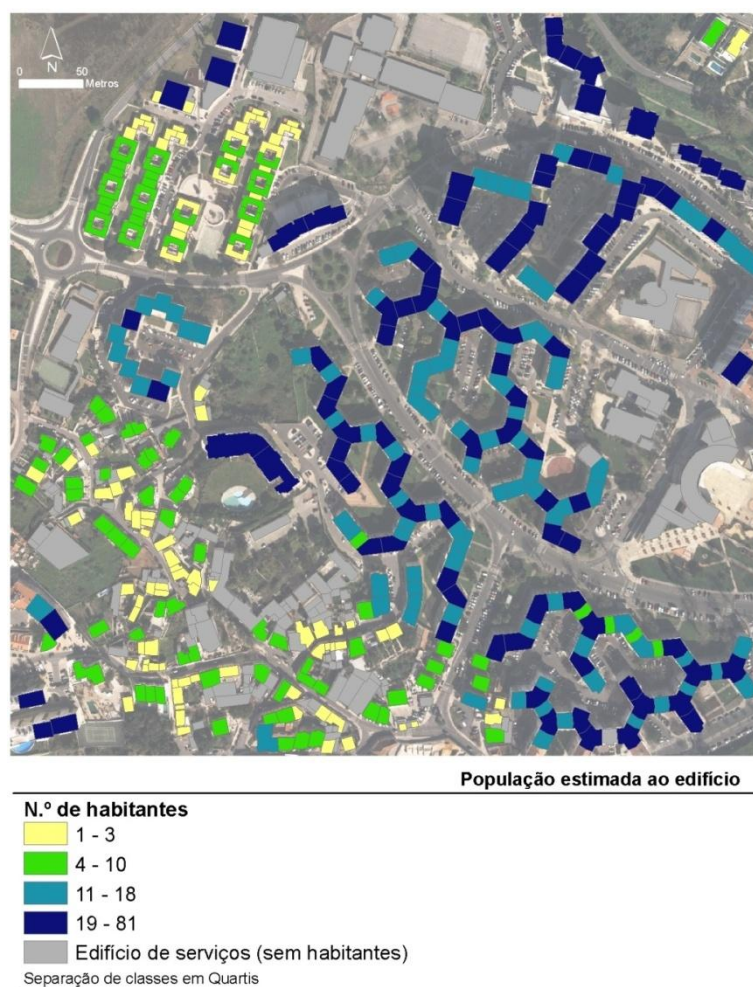 N
0 50
Metros
População estimada ao edifício
N.º de habitantes
1 - 3
4 - 10
11 - 18
19 - 81
Edifício de serviços (sem habitantes)
Separação de classes em Quartis